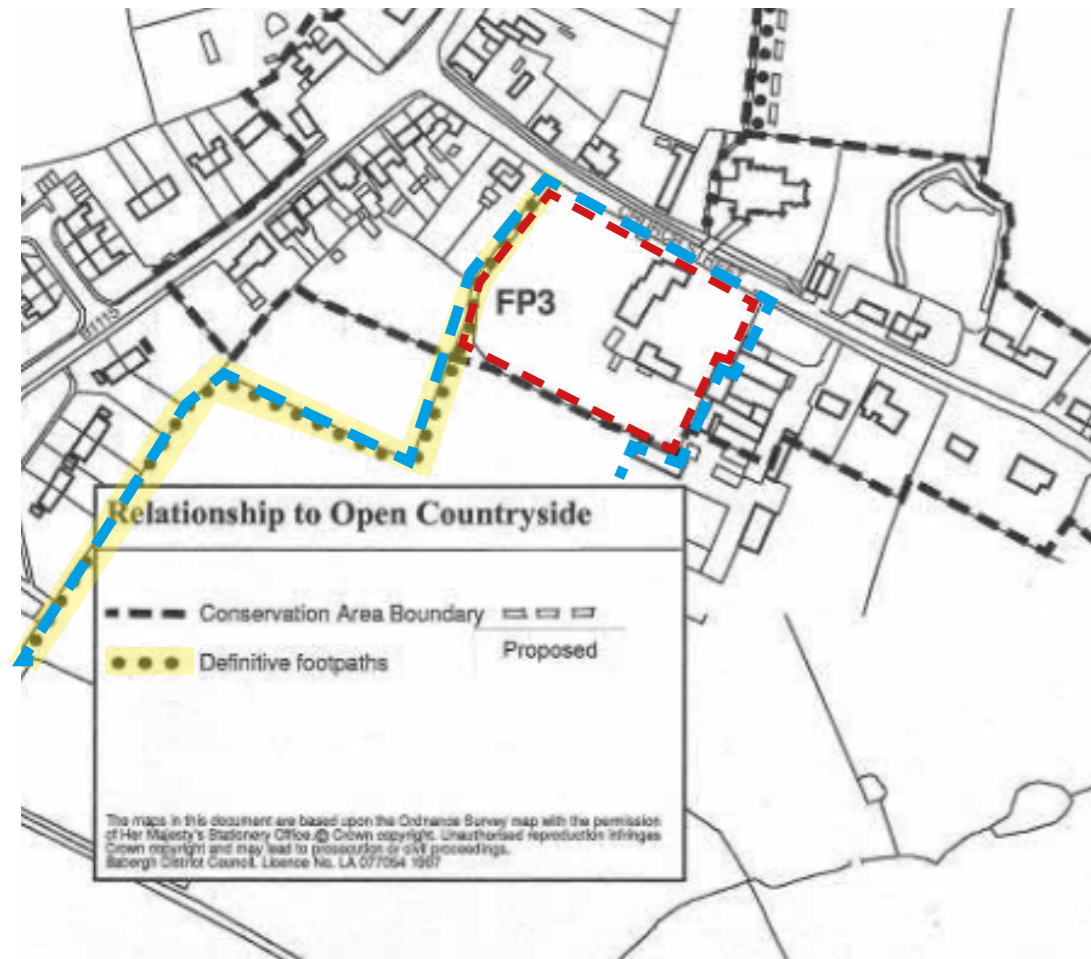 FP3
Relationship to Open Countryside
Conservation Area Boundary
Proposed
Definitive footpaths
The maps in this document are based upon the Ordnance Survey map with the permission
of Her Majesty's Stationery Office.© Crown copyright. Unauthorised reproduction infringes
Crown copyright and may lead to prosecution or civil proceedings.
Babergh District Council. Licence No. LA 077054 1997